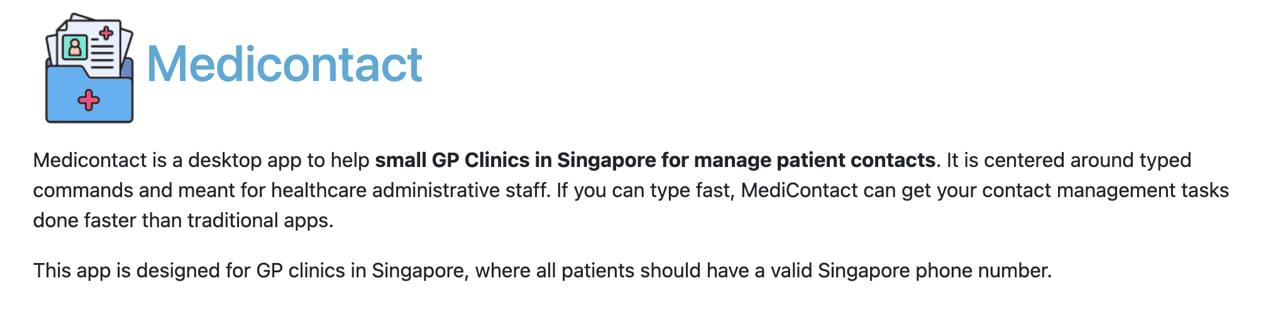 Medicontact
Medicontact is a desktop app to help small GP Clinics in Singapore for manage patient contacts. It is centered around typed
commands and meant for healthcare administrative staff. If you can type fast, MediContact can get your contact management tasks
done faster than traditional apps.
This app is designed for GP clinics in Singapore, where all patients should have a valid Singapore phone number.